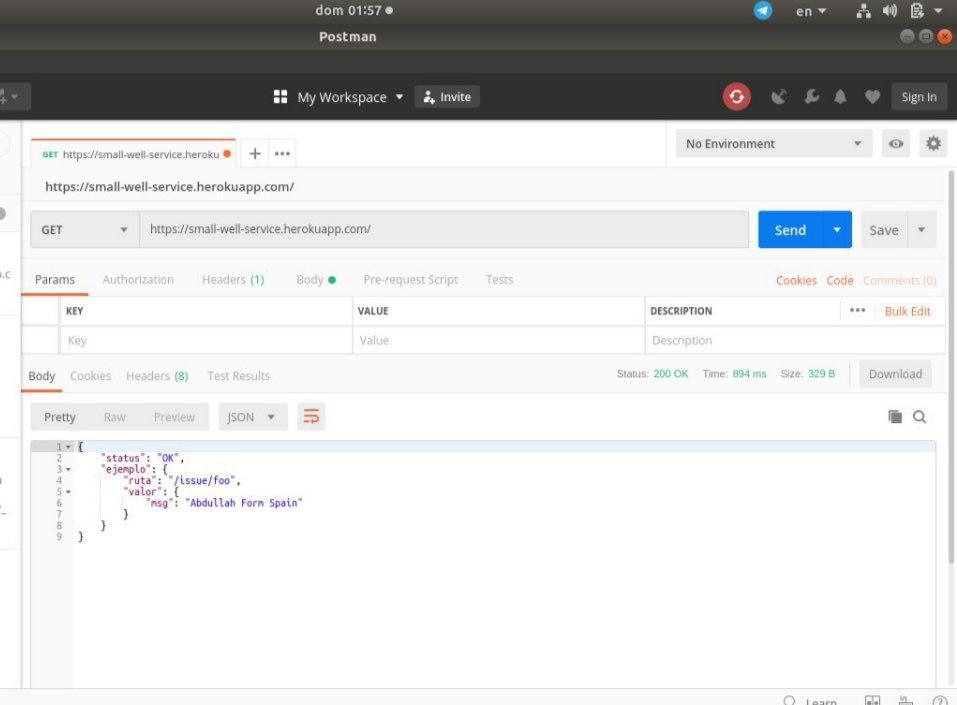 dom 01:57
en
Postman
My Workspace
Invite
Sign In
GET https://small-well-service.heroku
No Environment
https://small-well-service.herokuapp.com/
GET
https://small-well-service.herokuapp.com/
Send
Save
Params
Authorization
Headers (1)
Body
Pre-request Script
Tests
Cookies
Code
Comments (0)
KEY
VALUE
DESCRIPTION
Bulk Edit
Key
Value
Description
Body
Cookies
Headers (8)
Test Results
Status: 200 OK
Time: 894 ms
Size: 329 B
Download
Pretty
Raw
Preview
JSON
1 {
2 "status": "OK",
3 "ejemplo": {
4 "ruta": "/issue/foo",
5 "valor": {
6 "msg": "Abdullah Form Spain"
7 }
8 }
9 }
Learn